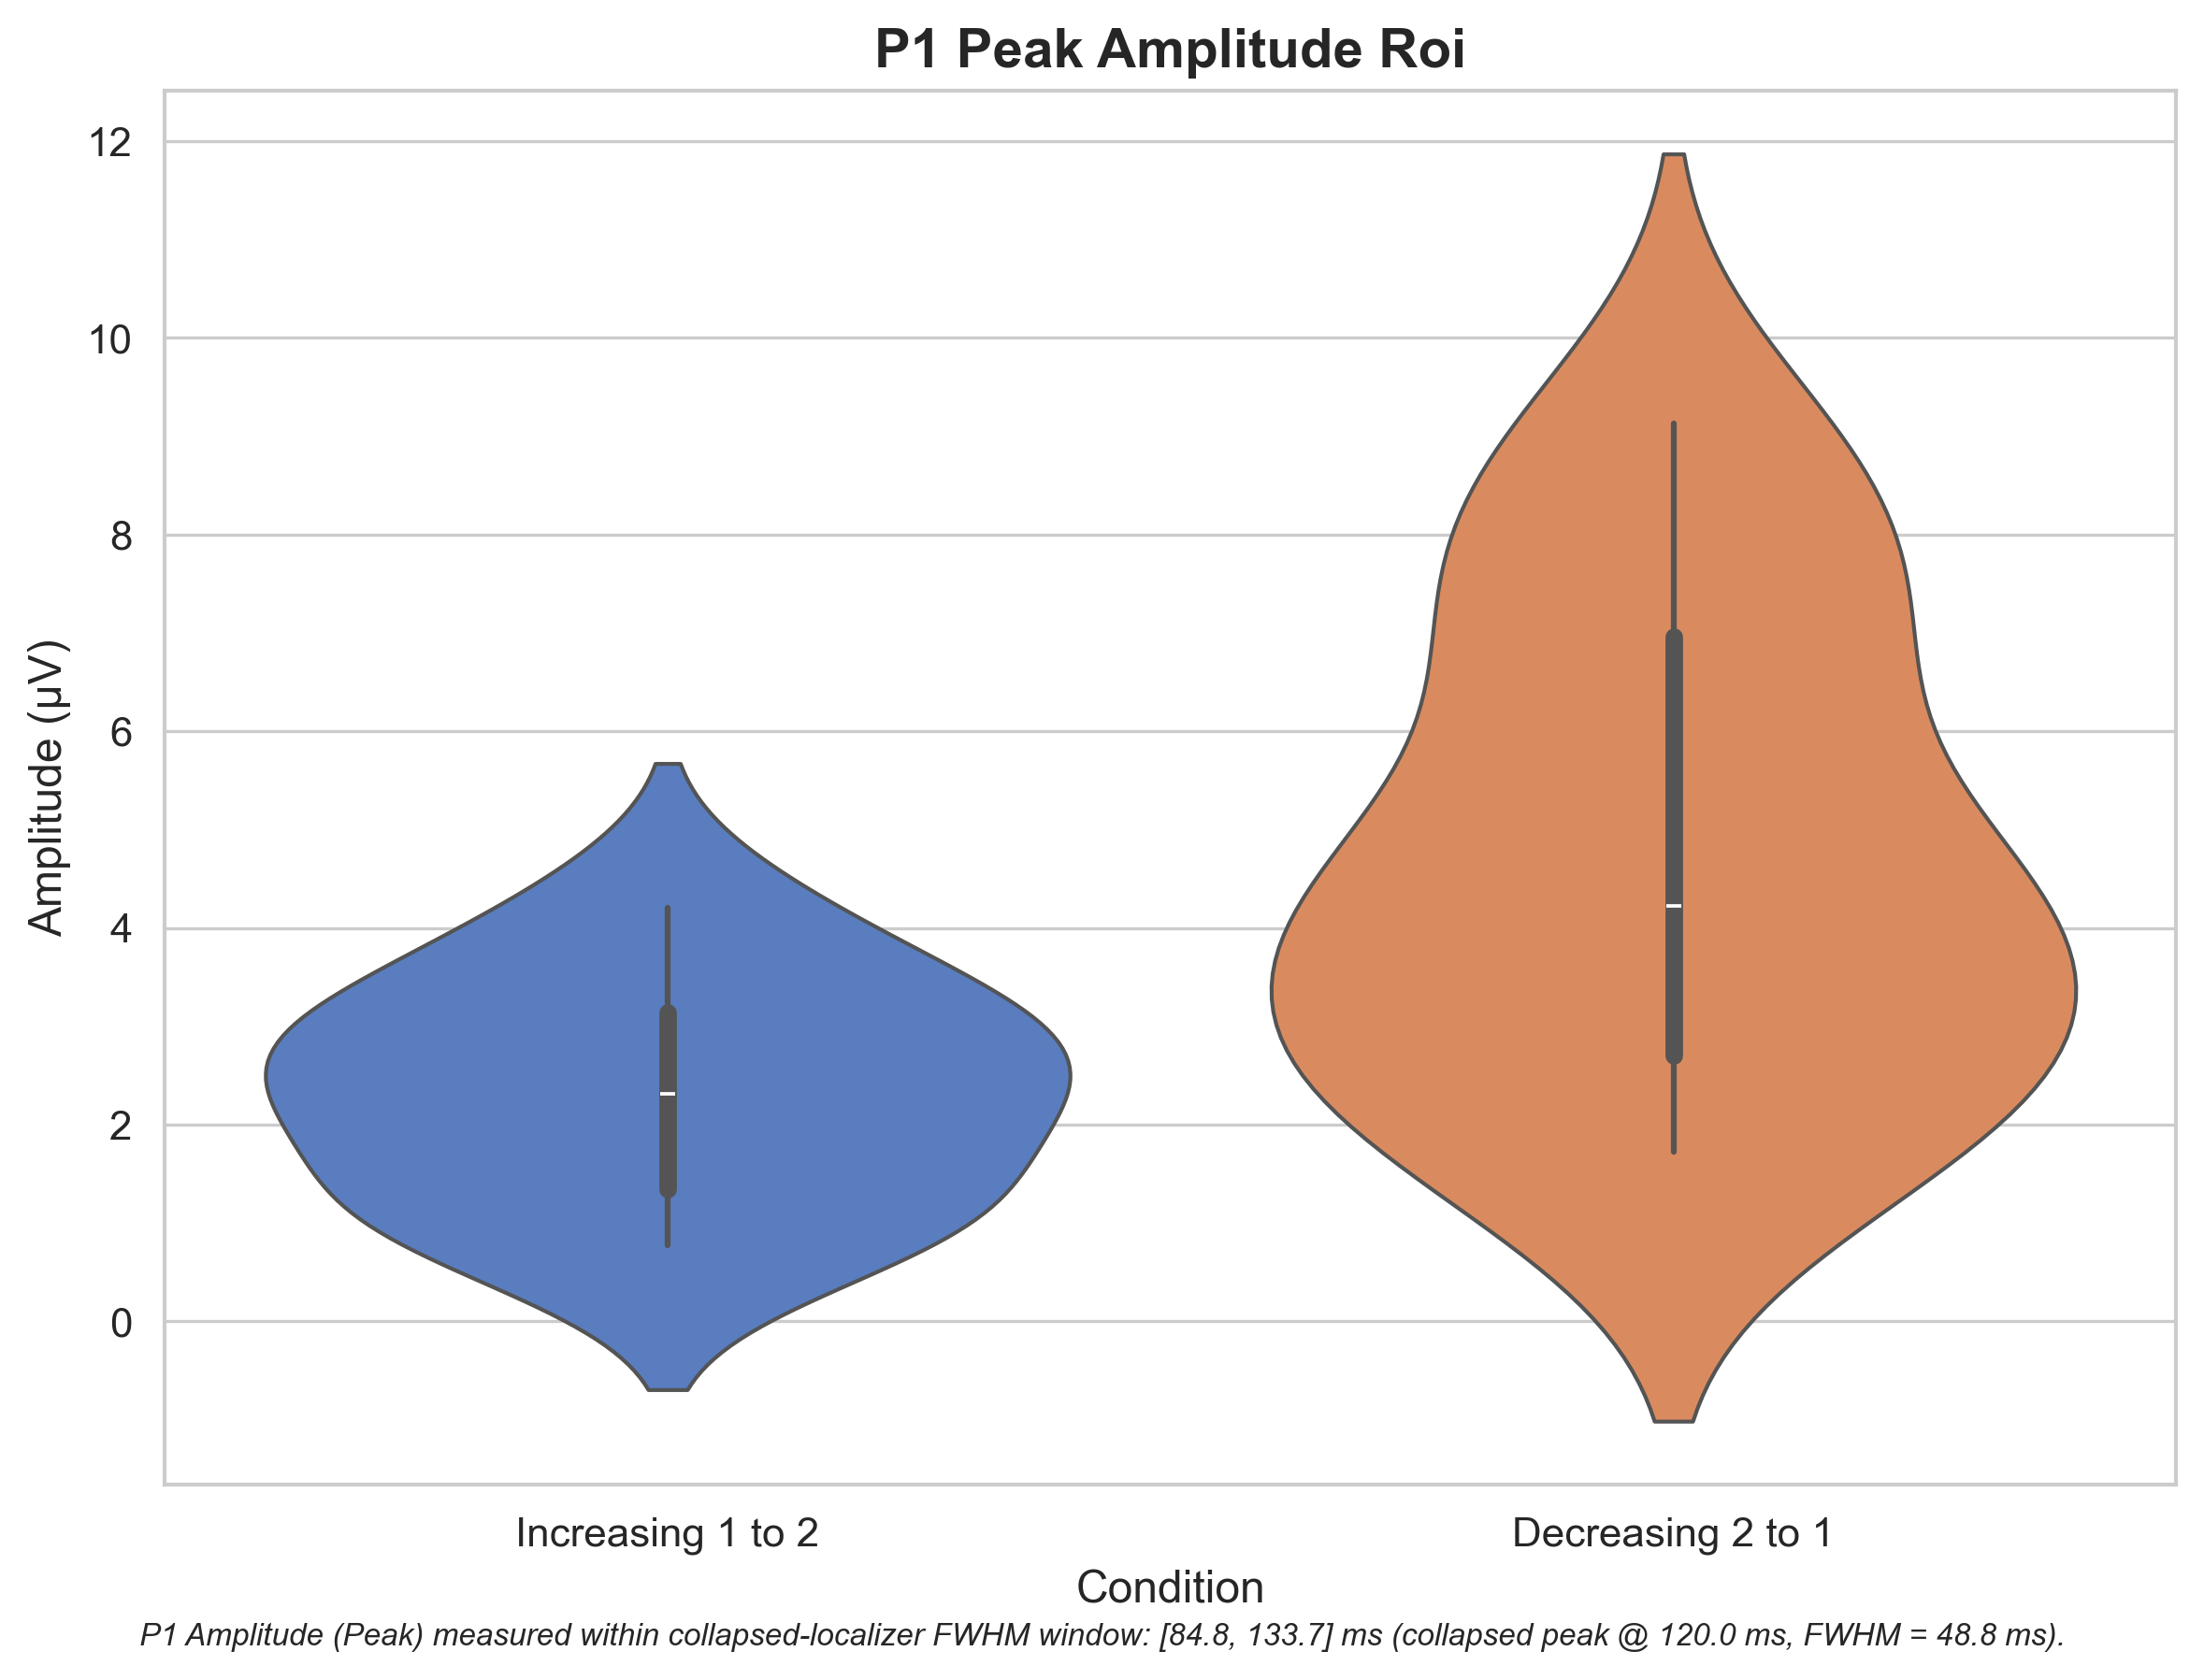 P1 Peak Amplitude Roi
12
10
8
6
4
2
0
Amplitude (µV)
Increasing 1 to 2
Decreasing 2 to 1
Condition
P1 Amplitude (Peak) measured within collapsed-localizer FWHM window: [84.8, 133.7] ms (collapsed peak @ 120.0 ms, FWHM = 48.8 ms).